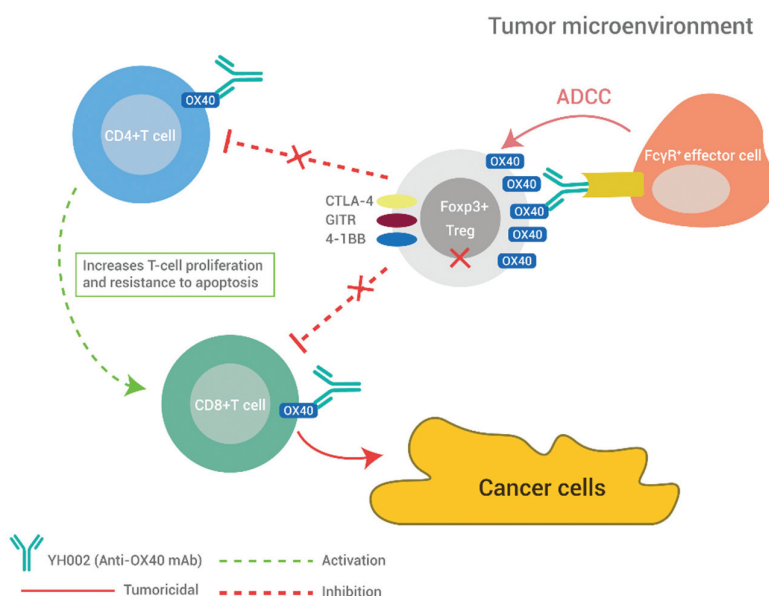 Tumor microenvironment
OX40
CD4+T cell
ADCC
FcγR⁺ effector cell
OX40
OX40
OX40
OX40
OX40
CTLA-4
GITR
4-1BB
Foxp3+
Treg
Increases T-cell proliferation
and resistance to apoptosis
CD8+T cell
OX40
Cancer cells
YH002 (Anti-OX40 mAb)
Activation
Tumoricidal
Inhibition